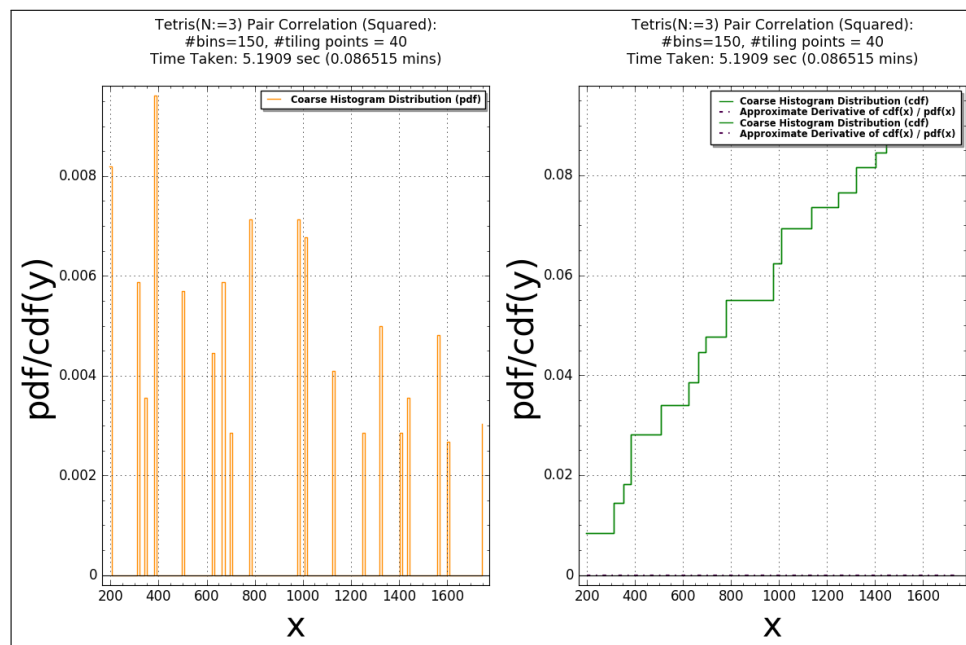 Tetris(N:=3) Pair Correlation (Squared):
#bins=150, #tiling points = 40
Time Taken: 5.1909 sec (0.086515 mins)
Coarse Histogram Distribution (pdf)
pdf/cdf(y)
0.008
0.006
0.004
0.002
0
200 400 600 800 1000 1200 1400 1600
x
Tetris(N:=3) Pair Correlation (Squared):
#bins=150, #tiling points = 40
Time Taken: 5.1909 sec (0.086515 mins)
Coarse Histogram Distribution (cdf)
Approximate Derivative of cdf(x) / pdf(x)
Coarse Histogram Distribution (cdf)
Approximate Derivative of cdf(x) / pdf(x)
pdf/cdf(y)
0.08
0.06
0.04
0.02
0
200 400 600 800 1000 1200 1400 1600
x